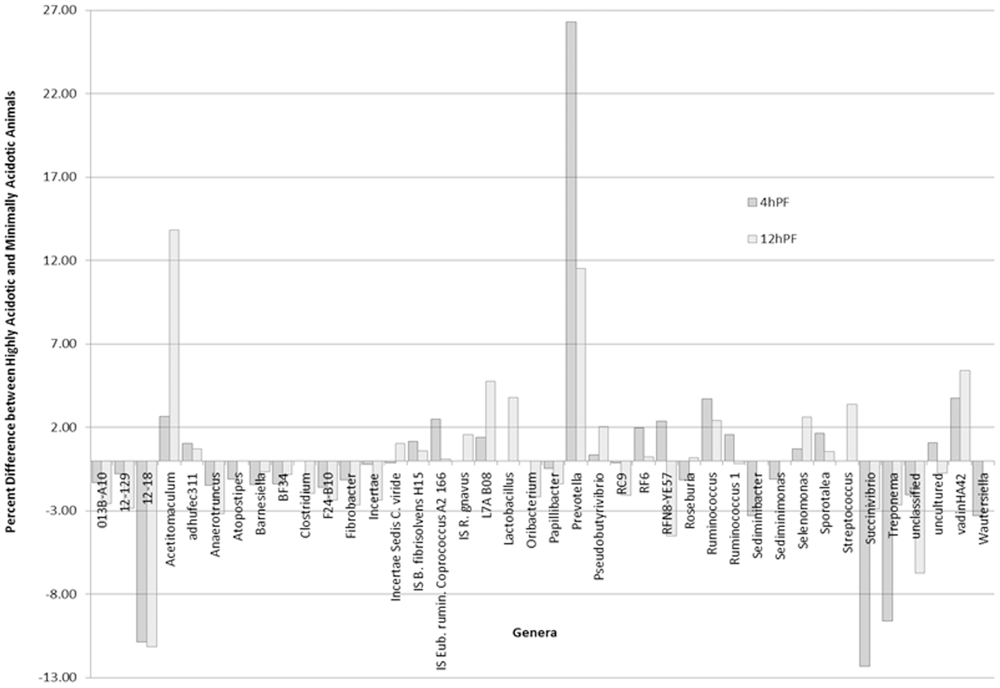 Percent Difference between Highly Acidotic and Minimally Acidotic Animals
27.00
22.00
17.00
12.00
7.00
2.00
-3.00
-8.00
-13.00
4hPF
12hPF
013B-A10
12-129
12-18
Acetitomaculum
adhufec311
Anaerotruncus
Atopostipes
Barnesiella
BF34
Clostridium
F24-B10
Fibrobacter
Incertae
Incertae Sedis C. viride
IS B. fibrisolvens H15
IS Eub. rumin. Coprococcus A2 166
IS R. gnavus
L7A B08
Lactobacillus
Oribacterium
Papillibacter
Prevotella
Pseudobutyrivibrio
RC9
RF6
RFN8-YE57
Roseburia
Ruminococcus
Ruminococcus 1
Sediminibacter
Sediminimonas
Selenomonas
Sporotalea
Streptococcus
Succinivibrio
Treponema
unclassified
uncultured
vadinHA42
Wautersiella
Genera